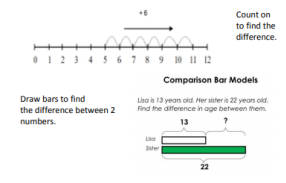 +6
Count on
to find the
difference.
0 1 2 3 4 5 6 7 8 9 10 11 12
Comparison Bar Models
Draw bars to find
the difference between 2
numbers.
Lisa is 13 years old. Her sister is 22 years old.
Find the difference in age between them.
13 ?
Lisa
Sister
22